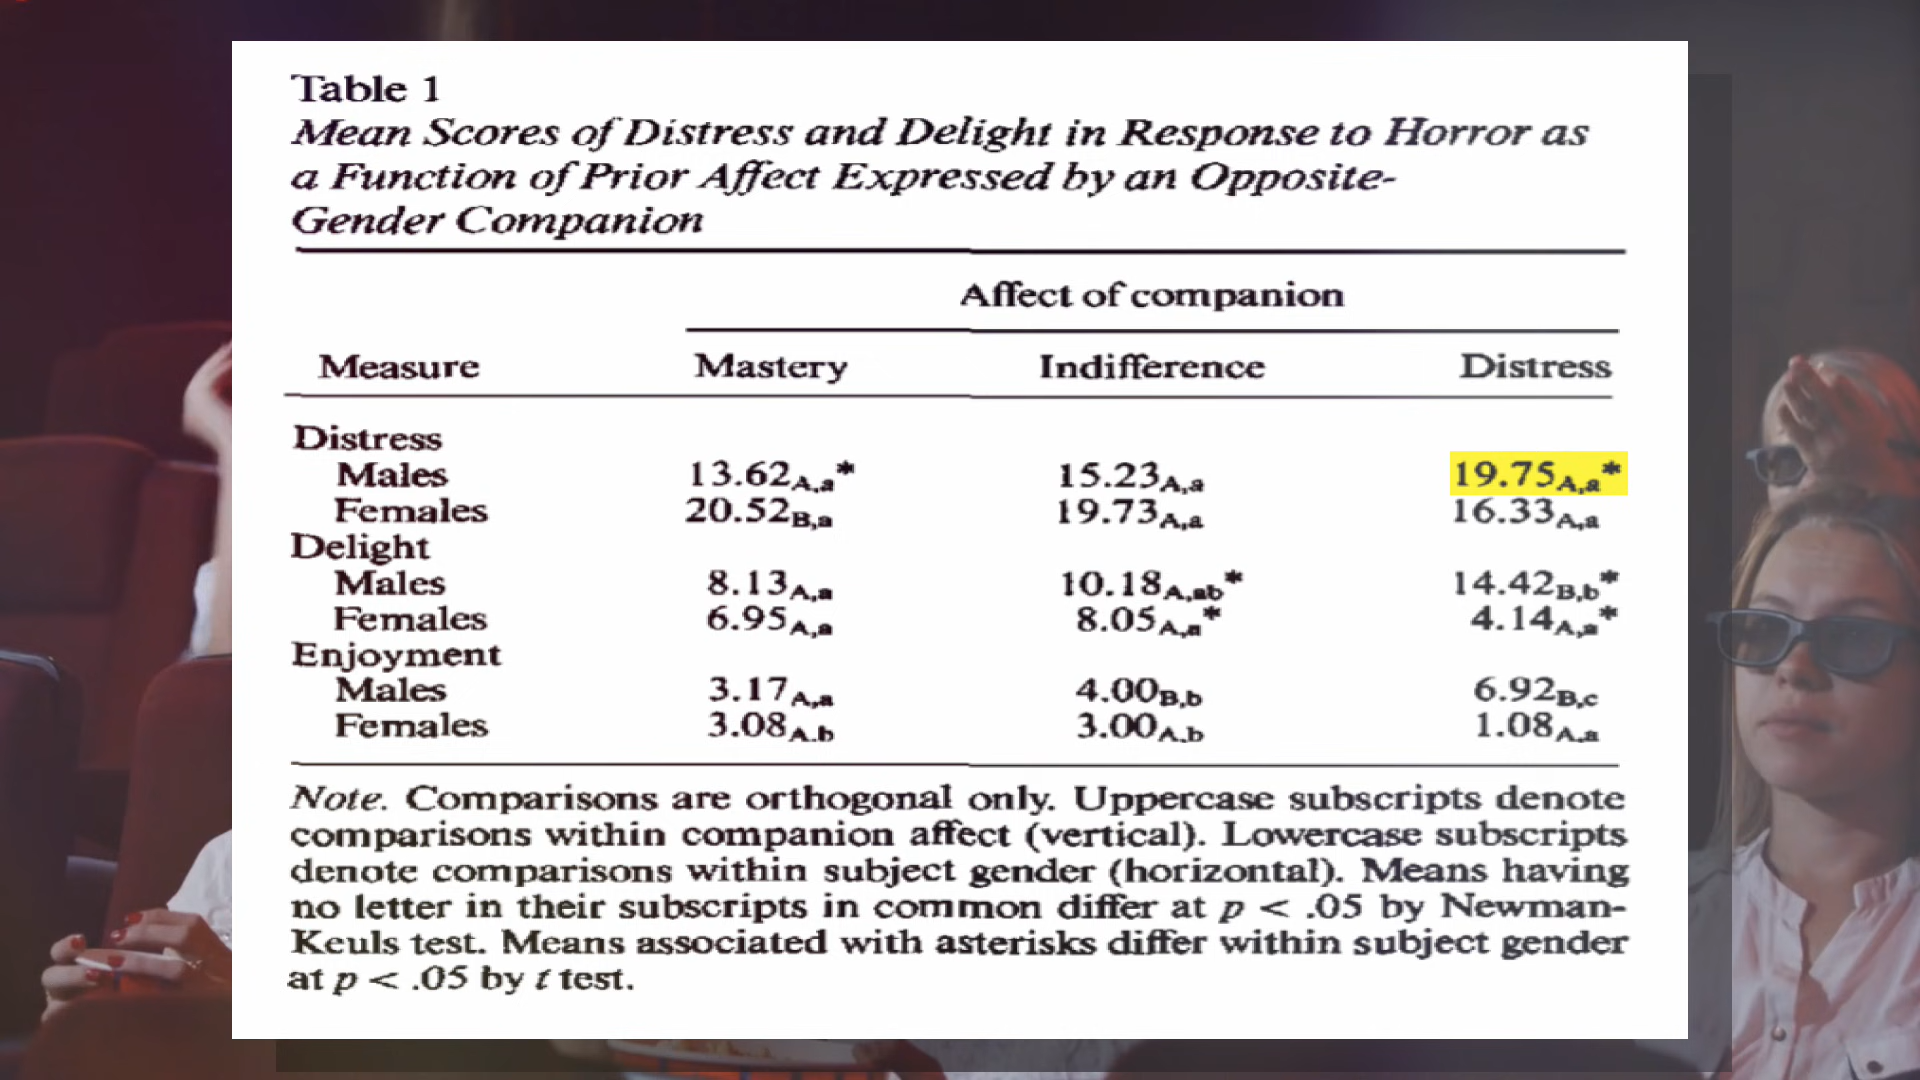 Table 1
Mean Scores of Distress and Delight in Response to Horror as
a Function of Prior Affect Expressed by an Opposite-
Gender Companion
Affect of companion
Measure Mastery Indifference Distress
Distress
Males 13.62A,a* 15.23A,a 19.75A,a*
Females 20.52B,a 19.73A,a 16.33A,a
Delight
Males 8.13A,a 10.18A,ab* 14.42B,b*
Females 6.95A,a 8.05A,a* 4.14A,a*
Enjoyment
Males 3.17A,a 4.00B,b 6.92B,c
Females 3.08A,b 3.00A,b 1.08A,a
Note. Comparisons are orthogonal only. Uppercase subscripts denote
comparisons within companion affect (vertical). Lowercase subscripts
denote comparisons within subject gender (horizontal). Means having
no letter in their subscripts in common differ at p < .05 by Newman-
Keuls test. Means associated with asterisks differ within subject gender
at p < .05 by t test.